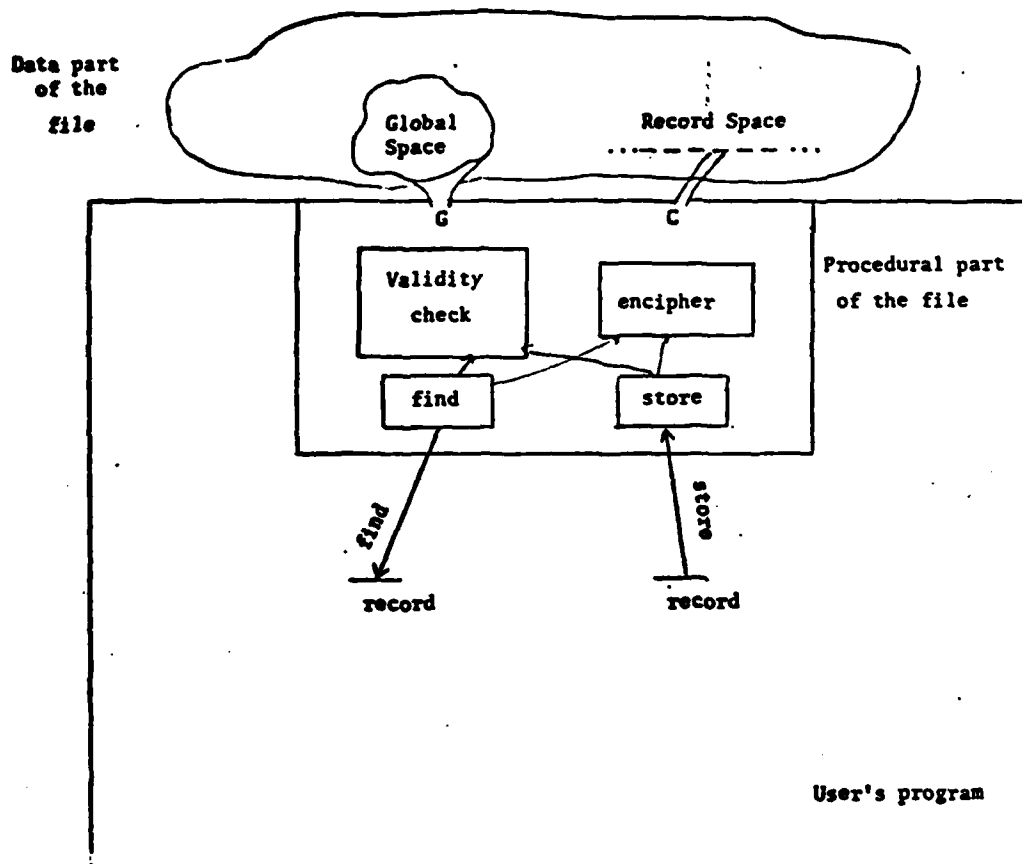 Data part
of the
file
Global
Space
Record Space
G
C
Validity
check
encipher
Procedural part
of the file
find
store
find
store
record
record
User's program